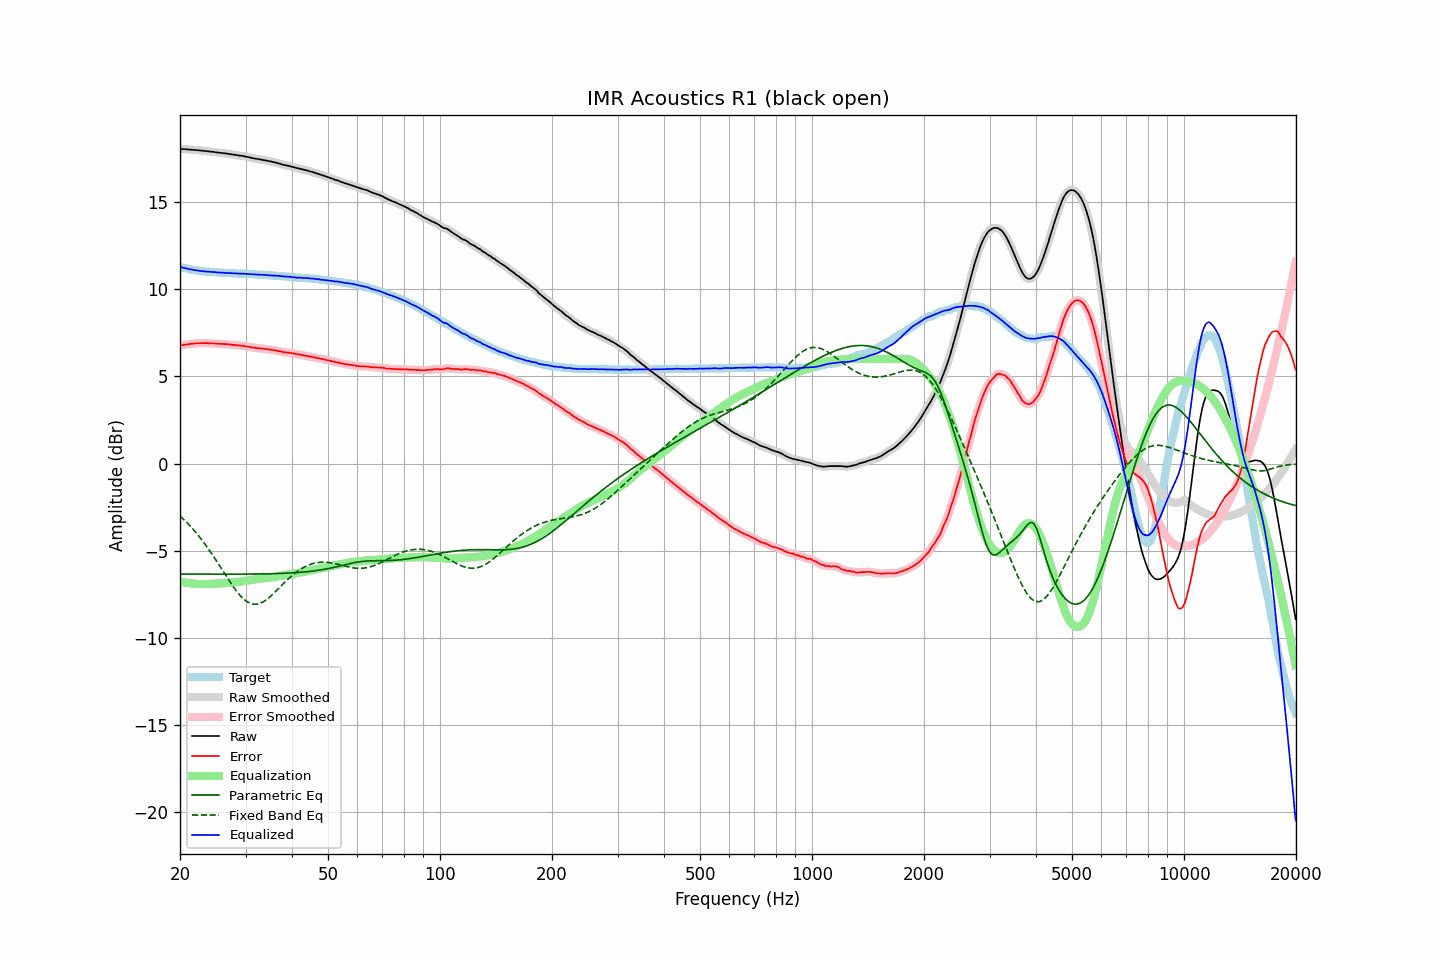 IMR Acoustics R1 (black open)
Amplitude (dBr)
15
10
5
0
−5
−10
−15
−20
Target
Raw Smoothed
Error Smoothed
Raw
Error
Equalization
Parametric Eq
Fixed Band Eq
Equalized
20 50 100 200 500 1000 2000 5000 10000 20000
Frequency (Hz)